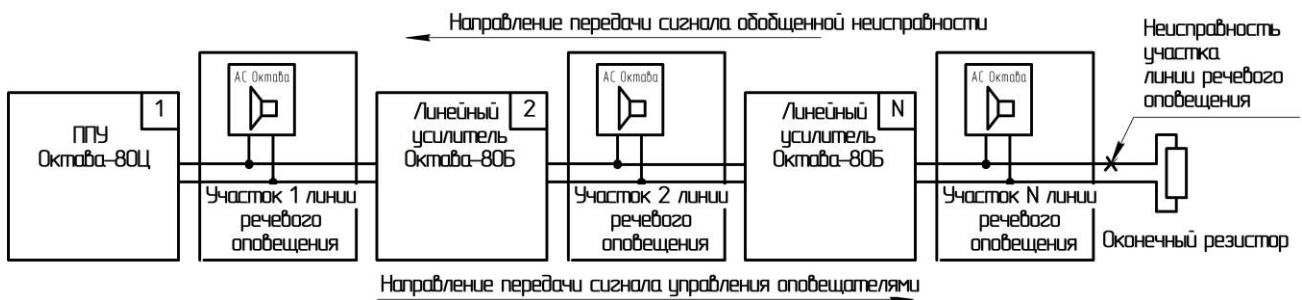 Направление передачи сигнала обобщенной неисправности
Неисправность
участка
линии речевого
оповещения
1
ППУ
Октава-80Ц
АС Октава
Участок 1 линии
речевого
оповещения
2
Линейный
усилитель
Октава-80Б
АС Октава
Участок 2 линии
речевого
оповещения
N
Линейный
усилитель
Октава-80Б
АС Октава
Участок N линии
речевого
оповещения
Оконечный резистор
Направление передачи сигнала управления оповещателями